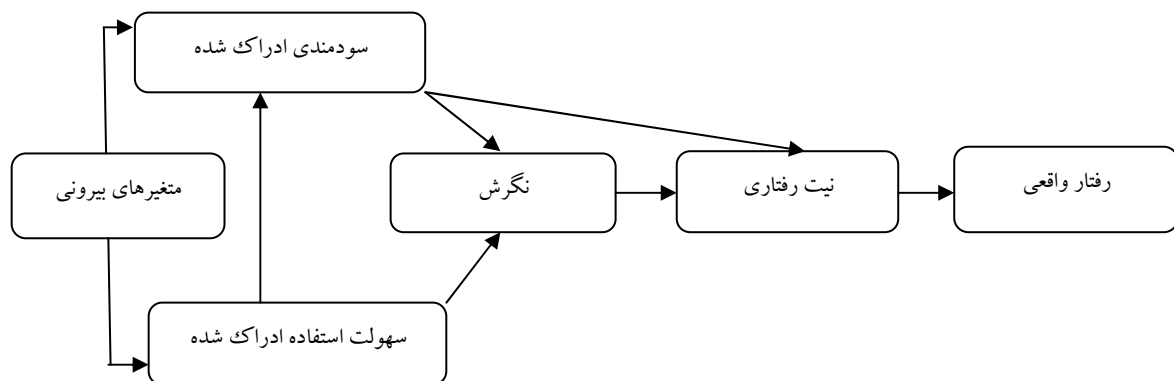 سودمندی ادراک شده
متغیرهای بیرونی
نگرش
نیت رفتاری
رفتار واقعی
سهولت استفاده ادراک شده